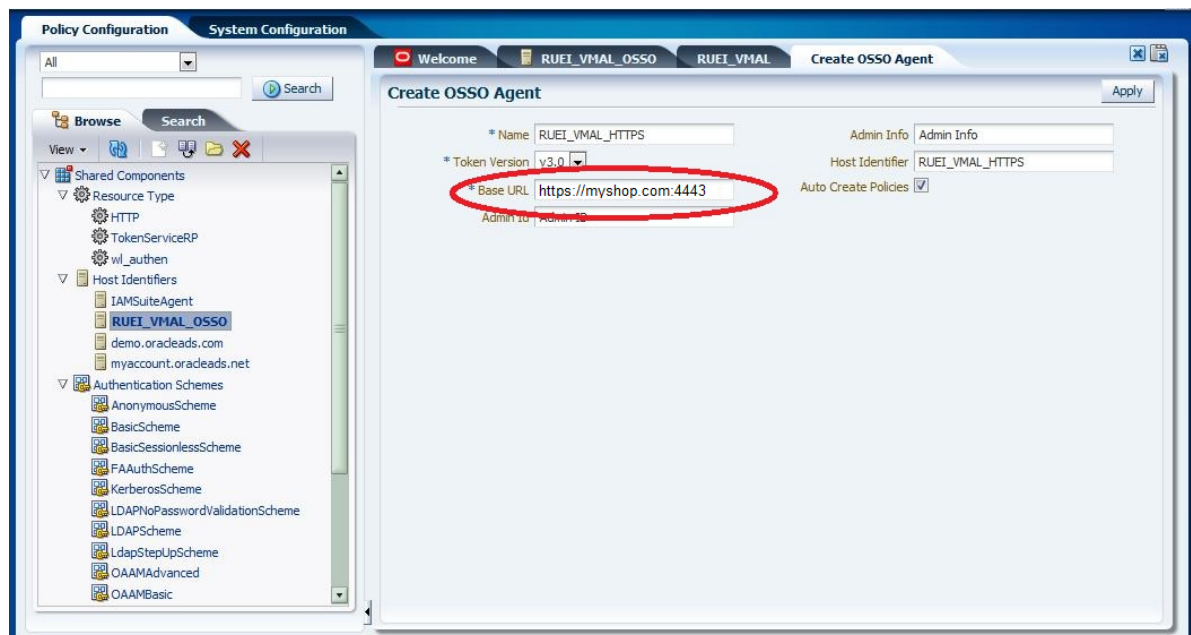 Policy Configuration System Configuration
All
Search
Browse Search
View
Shared Components
Resource Type
HTTP
TokenServiceRP
wl_authen
Host Identifiers
IAMSuiteAgent
RUEI_VMAL_OSSO
demo.oracleads.com
myaccount.oracleads.net
Authentication Schemes
AnonymousScheme
BasicScheme
BasicSessionlessScheme
FAAuthScheme
KerberosScheme
LDAPNoPasswordValidationScheme
LDAPScheme
LdapStepUpScheme
OAAMAdvanced
OAAMBasic
Welcome RUEI_VMAL_OSSO RUEI_VMAL Create OSSO Agent
Create OSSO Agent Apply
* Name RUEI_VMAL_HTTPS
* Token Version v3.0
* Base URL https://myshop.com:4443
Admin Id Admin ID
Admin Info Admin Info
Host Identifier RUEI_VMAL_HTTPS
Auto Create Policies